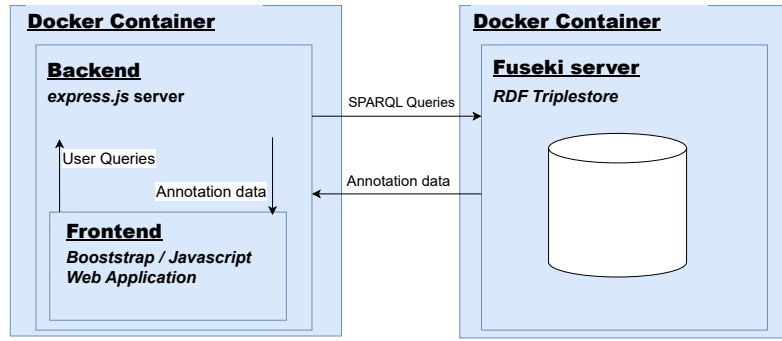 Docker Container
Backend
express.js server
User Queries
Annotation data
Frontend
Booststrap / Javascript
Web Application
SPARQL Queries
Annotation data
Docker Container
Fuseki server
RDF Triplestore